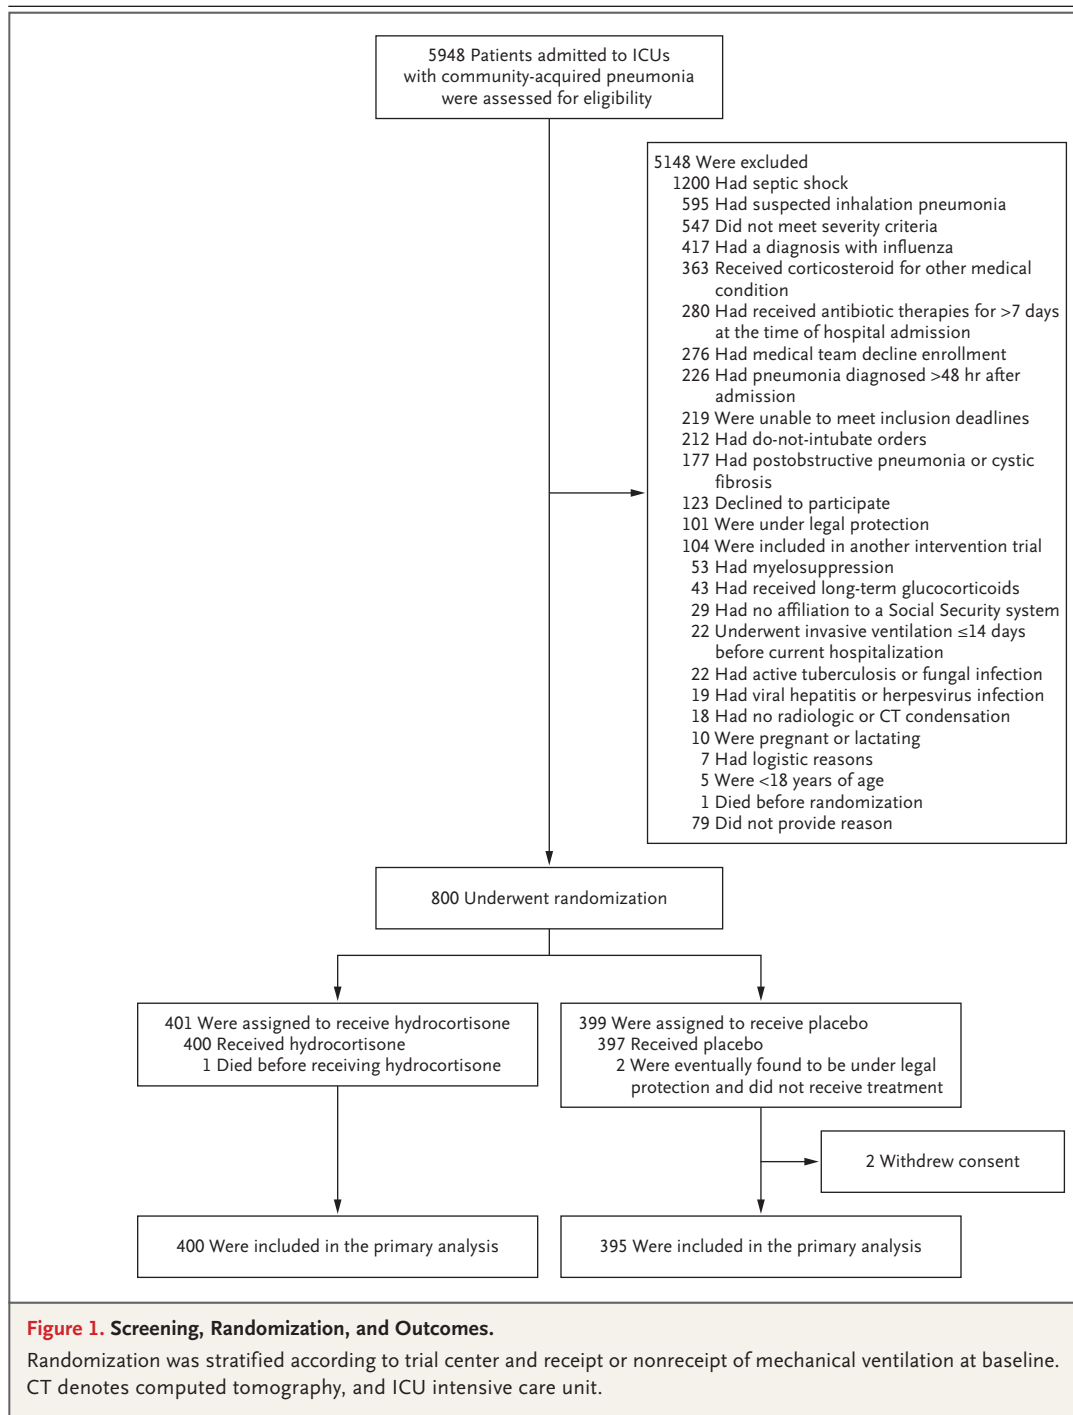 5948 Patients admitted to ICUs
with community-acquired pneumonia
were assessed for eligibility
5148 Were excluded
1200 Had septic shock
595 Had suspected inhalation pneumonia
547 Did not meet severity criteria
417 Had a diagnosis with influenza
363 Received corticosteroid for other medical
condition
280 Had received antibiotic therapies for >7 days
at the time of hospital admission
276 Had medical team decline enrollment
226 Had pneumonia diagnosed >48 hr after
admission
219 Were unable to meet inclusion deadlines
212 Had do-not-intubate orders
177 Had postobstructive pneumonia or cystic
fibrosis
123 Declined to participate
101 Were under legal protection
104 Were included in another intervention trial
53 Had myelosuppression
43 Had received long-term glucocorticoids
29 Had no affiliation to a Social Security system
22 Underwent invasive ventilation ≤14 days
before current hospitalization
22 Had active tuberculosis or fungal infection
19 Had viral hepatitis or herpesvirus infection
18 Had no radiologic or CT condensation
10 Were pregnant or lactating
7 Had logistic reasons
5 Were <18 years of age
1 Died before randomization
79 Did not provide reason
800 Underwent randomization
401 Were assigned to receive hydrocortisone
400 Received hydrocortisone
1 Died before receiving hydrocortisone
399 Were assigned to receive placebo
397 Received placebo
2 Were eventually found to be under legal
protection and did not receive treatment
2 Withdrew consent
400 Were included in the primary analysis
395 Were included in the primary analysis
Figure 1. Screening, Randomization, and Outcomes.
Randomization was stratified according to trial center and receipt or nonreceipt of mechanical ventilation at baseline.
CT denotes computed tomography, and ICU intensive care unit.